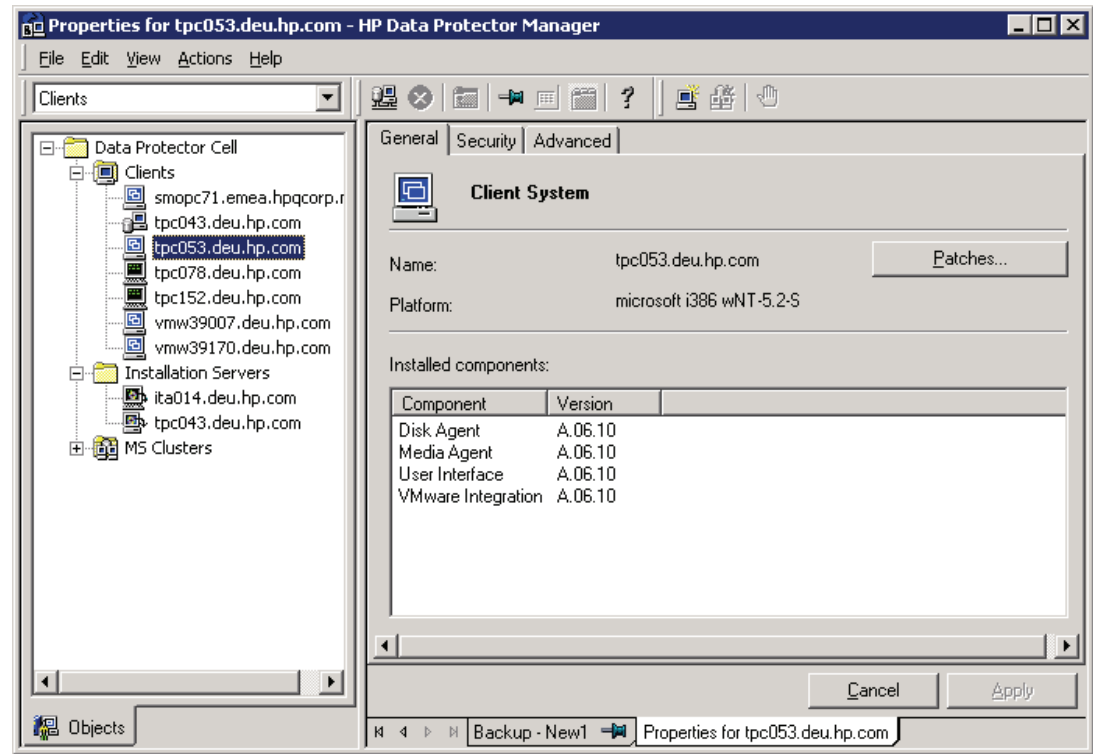 Properties for tpc053.deu.hp.com - HP Data Protector Manager
File Edit View Actions Help
Clients
Data Protector Cell
Clients
smopc71.emea.hpqcorp.r
tpc043.deu.hp.com
tpc053.deu.hp.com
tpc078.deu.hp.com
tpc152.deu.hp.com
vmw39007.deu.hp.com
vmw39170.deu.hp.com
Installation Servers
ita014.deu.hp.com
tpc043.deu.hp.com
MS Clusters
Objects
General Security Advanced
Client System
Name: tpc053.deu.hp.com Patches...
Platform: microsoft i386 wNT-5.2-S
Installed components:
Component Version
Disk Agent A.06.10
Media Agent A.06.10
User Interface A.06.10
VMware Integration A.06.10
Cancel Apply
Backup - New1 Properties for tpc053.deu.hp.com